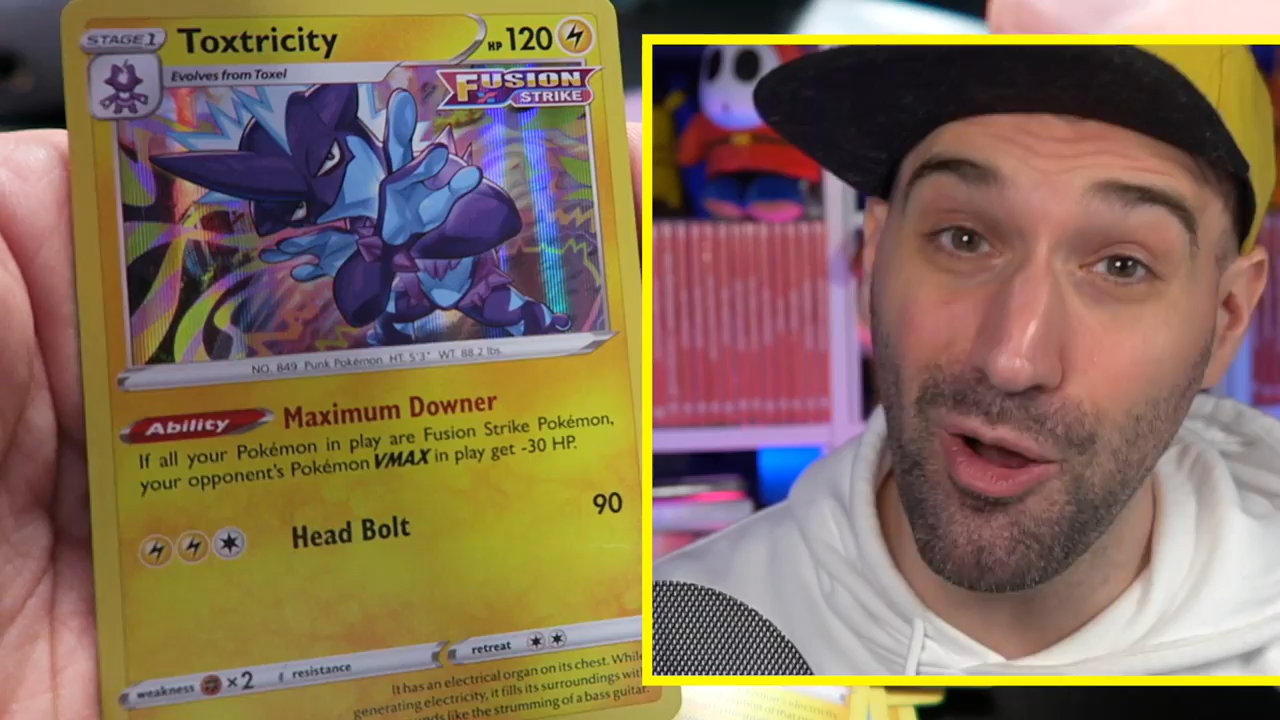 STAGE 1
Toxtricity
HP 120
Evolves from Toxel
FUSION
STRIKE
NO. 849 Punk Pokémon HT: 5'3" WT: 88.2 lbs.
Ability Maximum Downer
If all your Pokémon in play are Fusion Strike Pokémon,
your opponent's Pokémon VMAX in play get -30 HP.
Head Bolt 90
weakness ×2 resistance retreat
It has an electrical organ on its chest. While
generating electricity, it fills its surroundings
like the strumming of a bass guitar.